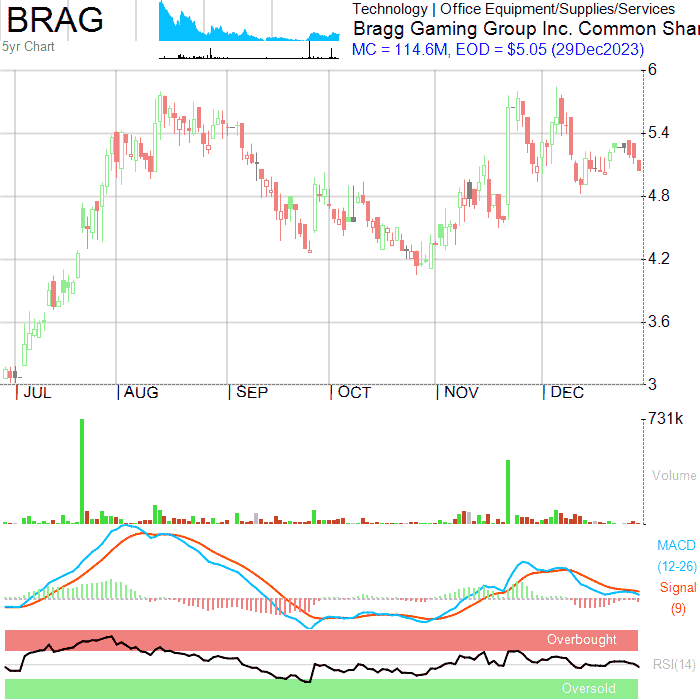 BRAG
5yr Chart
Technology | Office Equipment/Supplies/Services
Bragg Gaming Group Inc. Common Shar
MC = 114.6M, EOD = $5.05 (29Dec2023)
6
5.4
4.8
4.2
3.6
3
JUL AUG SEP OCT NOV DEC
731k
Volume
MACD
(12-26)
Signal
(9)
Overbought
RSI(14)
Oversold